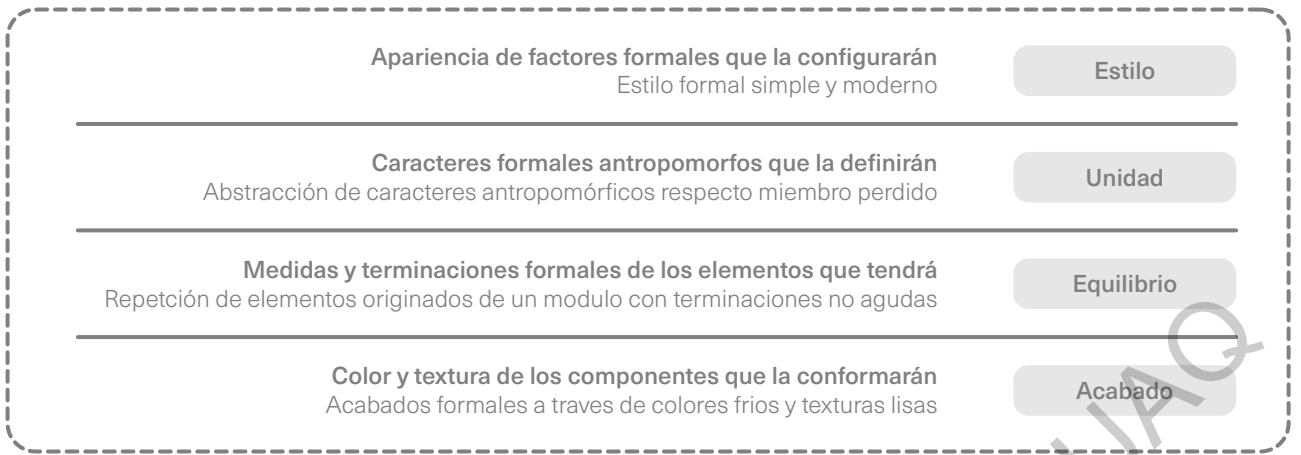 Apariencia de factores formales que la configurarán
Estilo formal simple y moderno
Estilo
Caracteres formales antropomorfos que la definirán
Abstracción de caracteres antropomórficos respecto miembro perdido
Unidad
Medidas y terminaciones formales de los elementos que tendrá
Repetción de elementos originados de un modulo con terminaciones no agudas
Equilibrio
Color y textura de los componentes que la conformarán
Acabados formales a traves de colores frios y texturas lisas
Acabado
UAQ